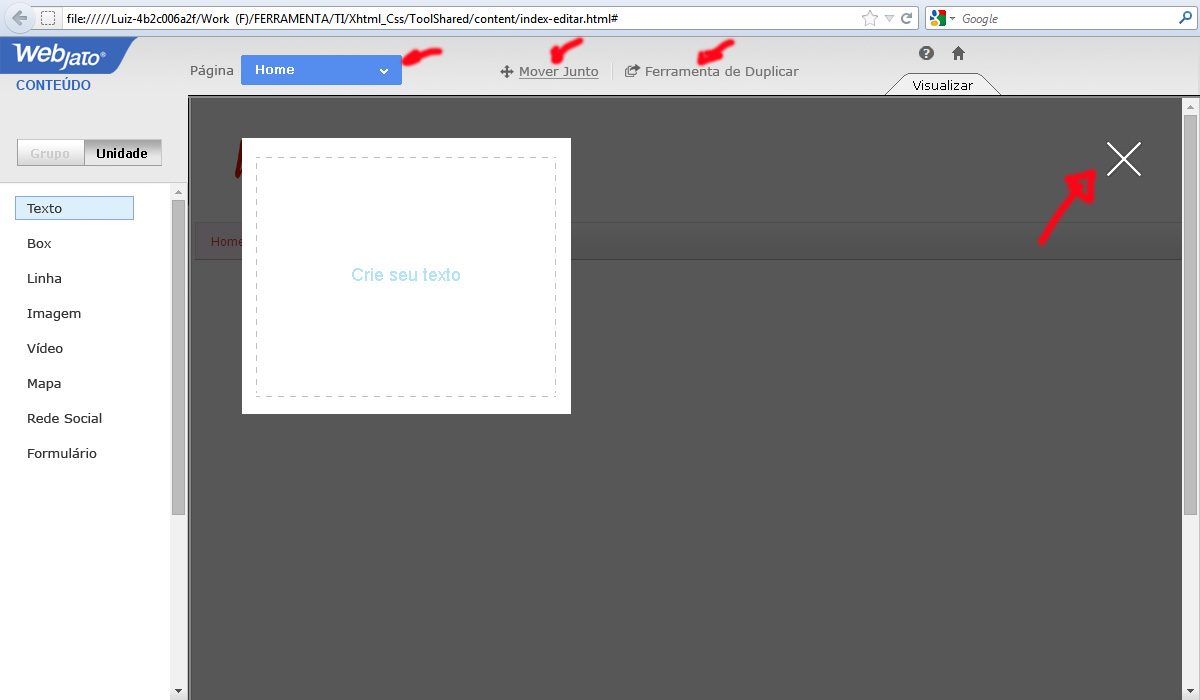 file://///Luiz-4b2c006a2f/Work (F)/FERRAMENTA/TI/Xhtml_Css/ToolShared/content/index-editar.html#
Google
Webjato®
CONTEÚDO
Página
Home
Mover Junto
Ferramenta de Duplicar
?
Visualizar
Grupo
Unidade
Texto
Box
Linha
Imagem
Vídeo
Mapa
Rede Social
Formulário
Home
Crie seu texto